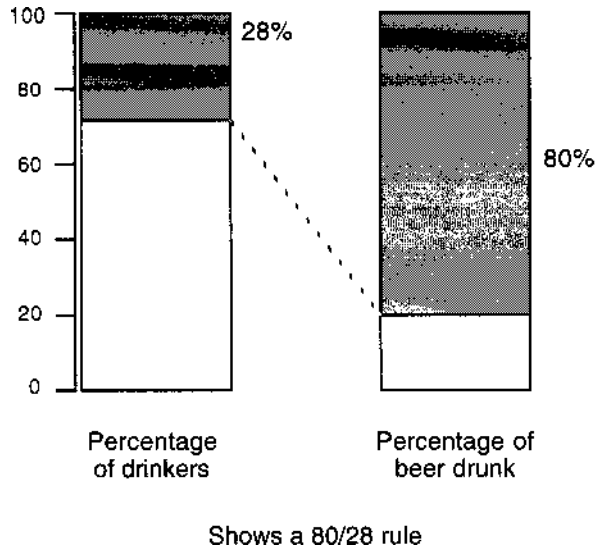 100
80
60
40
20
0
28%
80%
Percentage
of drinkers
Percentage of
beer drunk
Shows a 80/28 rule